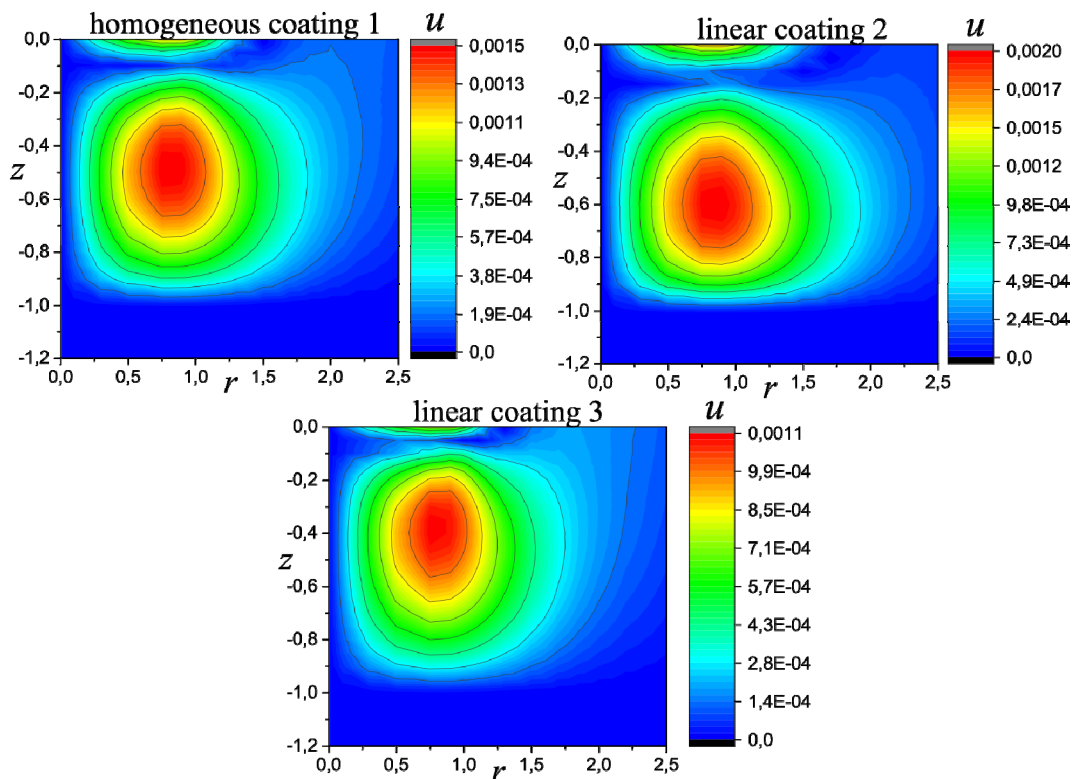 homogeneous coating 1
u
0,0
-0,2
-0,4
z
-0,6
-0,8
-1,0
-1,2
0,0 0,5 1,0 1,5 2,0 2,5
r
0,0015
0,0013
0,0011
9,4E-04
7,5E-04
5,7E-04
3,8E-04
1,9E-04
0,0
linear coating 2
u
0,0
-0,2
-0,4
z
-0,6
-0,8
-1,0
-1,2
0,0 0,5 1,0 1,5 2,0 2,5
r
0,0020
0,0017
0,0015
0,0012
9,8E-04
7,3E-04
4,9E-04
2,4E-04
0,0
linear coating 3
u
0,0
-0,2
-0,4
z
-0,6
-0,8
-1,0
-1,2
0,0 0,5 1,0 1,5 2,0 2,5
r
0,0011
9,9E-04
8,5E-04
7,1E-04
5,7E-04
4,3E-04
2,8E-04
1,4E-04
0,0